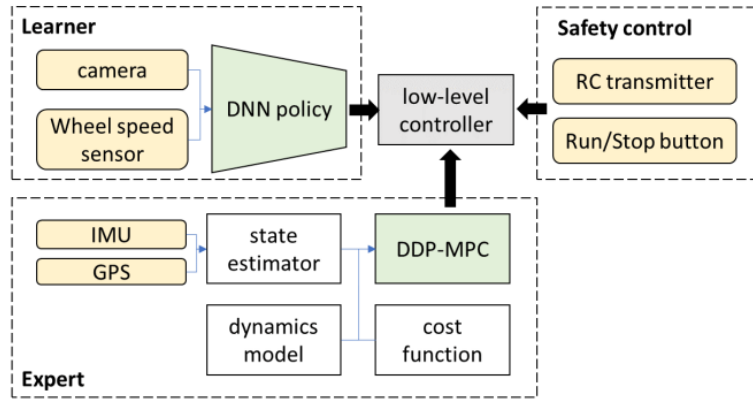 Learner
camera
Wheel speed
sensor
DNN policy
low-level
controller
Safety control
RC transmitter
Run/Stop button
IMU
GPS
state
estimator
DDP-MPC
dynamics
model
cost
function
Expert